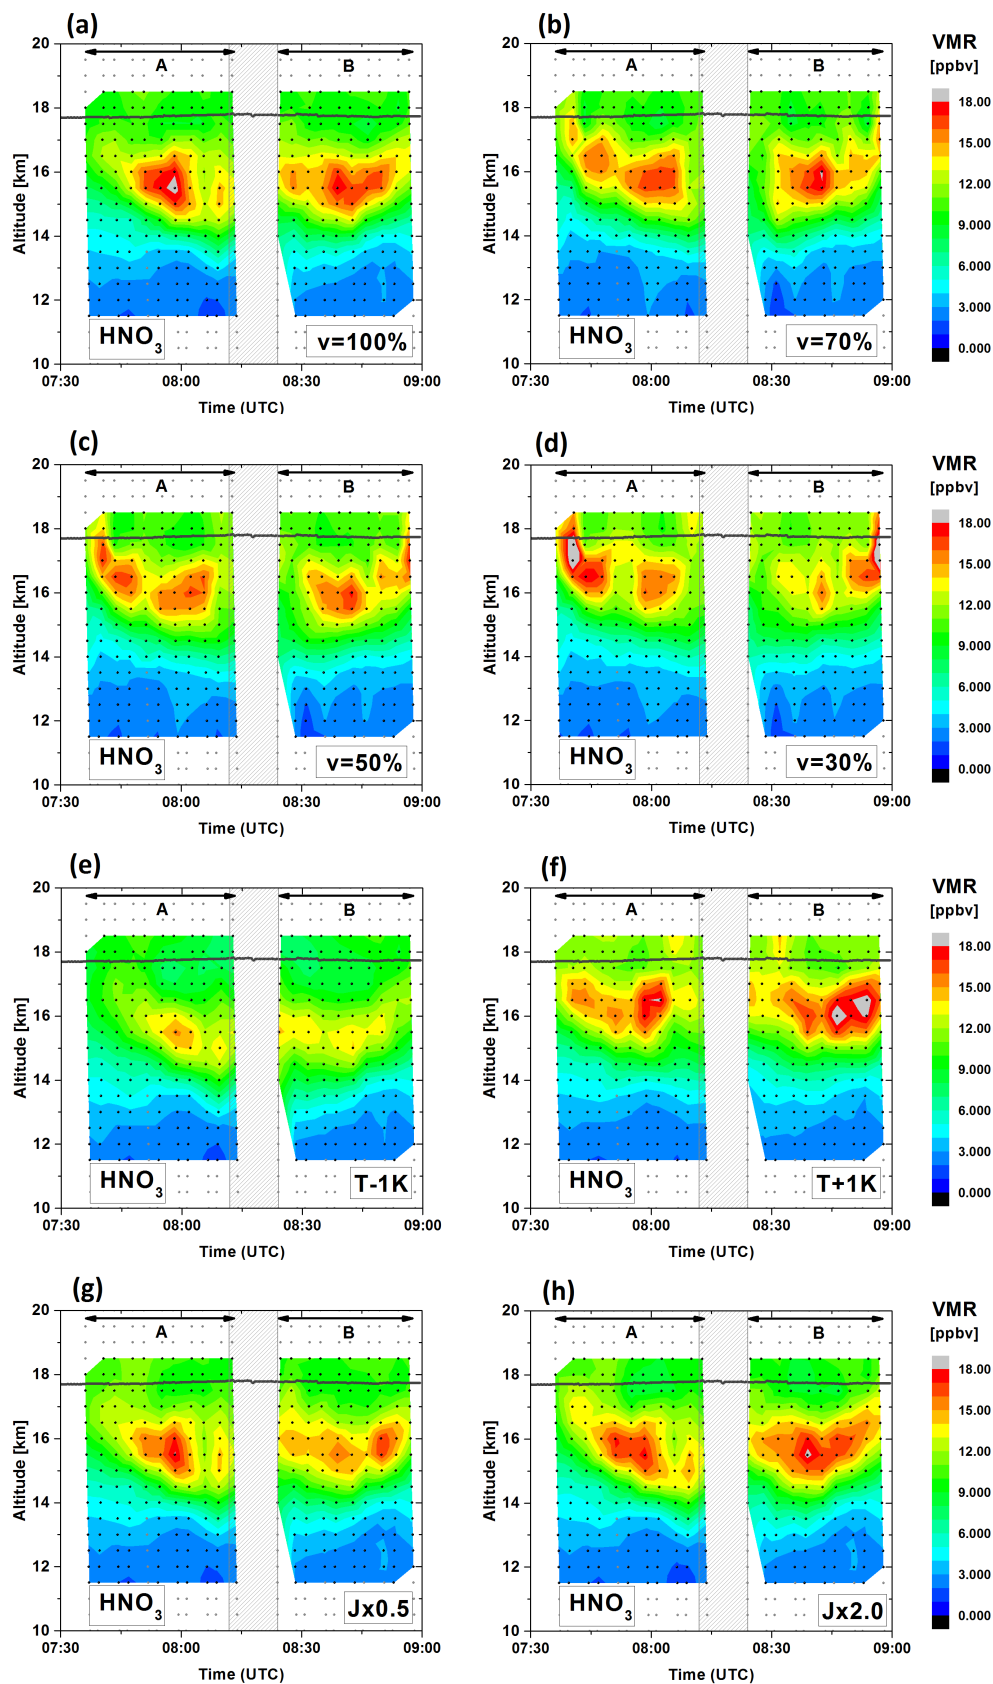 (a)
(b)
VMR
[ppbv]
20
18
16
14
12
10
Altitude [km]
A
B
HNO3
v=100%
07:30
08:00
08:30
09:00
Time (UTC)
20
18
16
14
12
10
Altitude [km]
A
B
HNO3
v=70%
07:30
08:00
08:30
09:00
Time (UTC)
18.00
15.00
12.00
9.000
6.000
3.000
0.000
(c)
(d)
VMR
[ppbv]
20
18
16
14
12
10
Altitude [km]
A
B
HNO3
v=50%
07:30
08:00
08:30
09:00
Time (UTC)
20
18
16
14
12
10
Altitude [km]
A
B
HNO3
v=30%
07:30
08:00
08:30
09:00
Time (UTC)
18.00
15.00
12.00
9.000
6.000
3.000
0.000
(e)
(f)
VMR
[ppbv]
20
18
16
14
12
10
Altitude [km]
A
B
HNO3
T-1K
07:30
08:00
08:30
09:00
Time (UTC)
20
18
16
14
12
10
Altitude [km]
A
B
HNO3
T+1K
07:30
08:00
08:30
09:00
Time (UTC)
18.00
15.00
12.00
9.000
6.000
3.000
0.000
(g)
(h)
VMR
[ppbv]
20
18
16
14
12
10
Altitude [km]
A
B
HNO3
Jx0.5
07:30
08:00
08:30
09:00
Time (UTC)
20
18
16
14
12
10
Altitude [km]
A
B
HNO3
Jx2.0
07:30
08:00
08:30
09:00
Time (UTC)
18.00
15.00
12.00
9.000
6.000
3.000
0.000